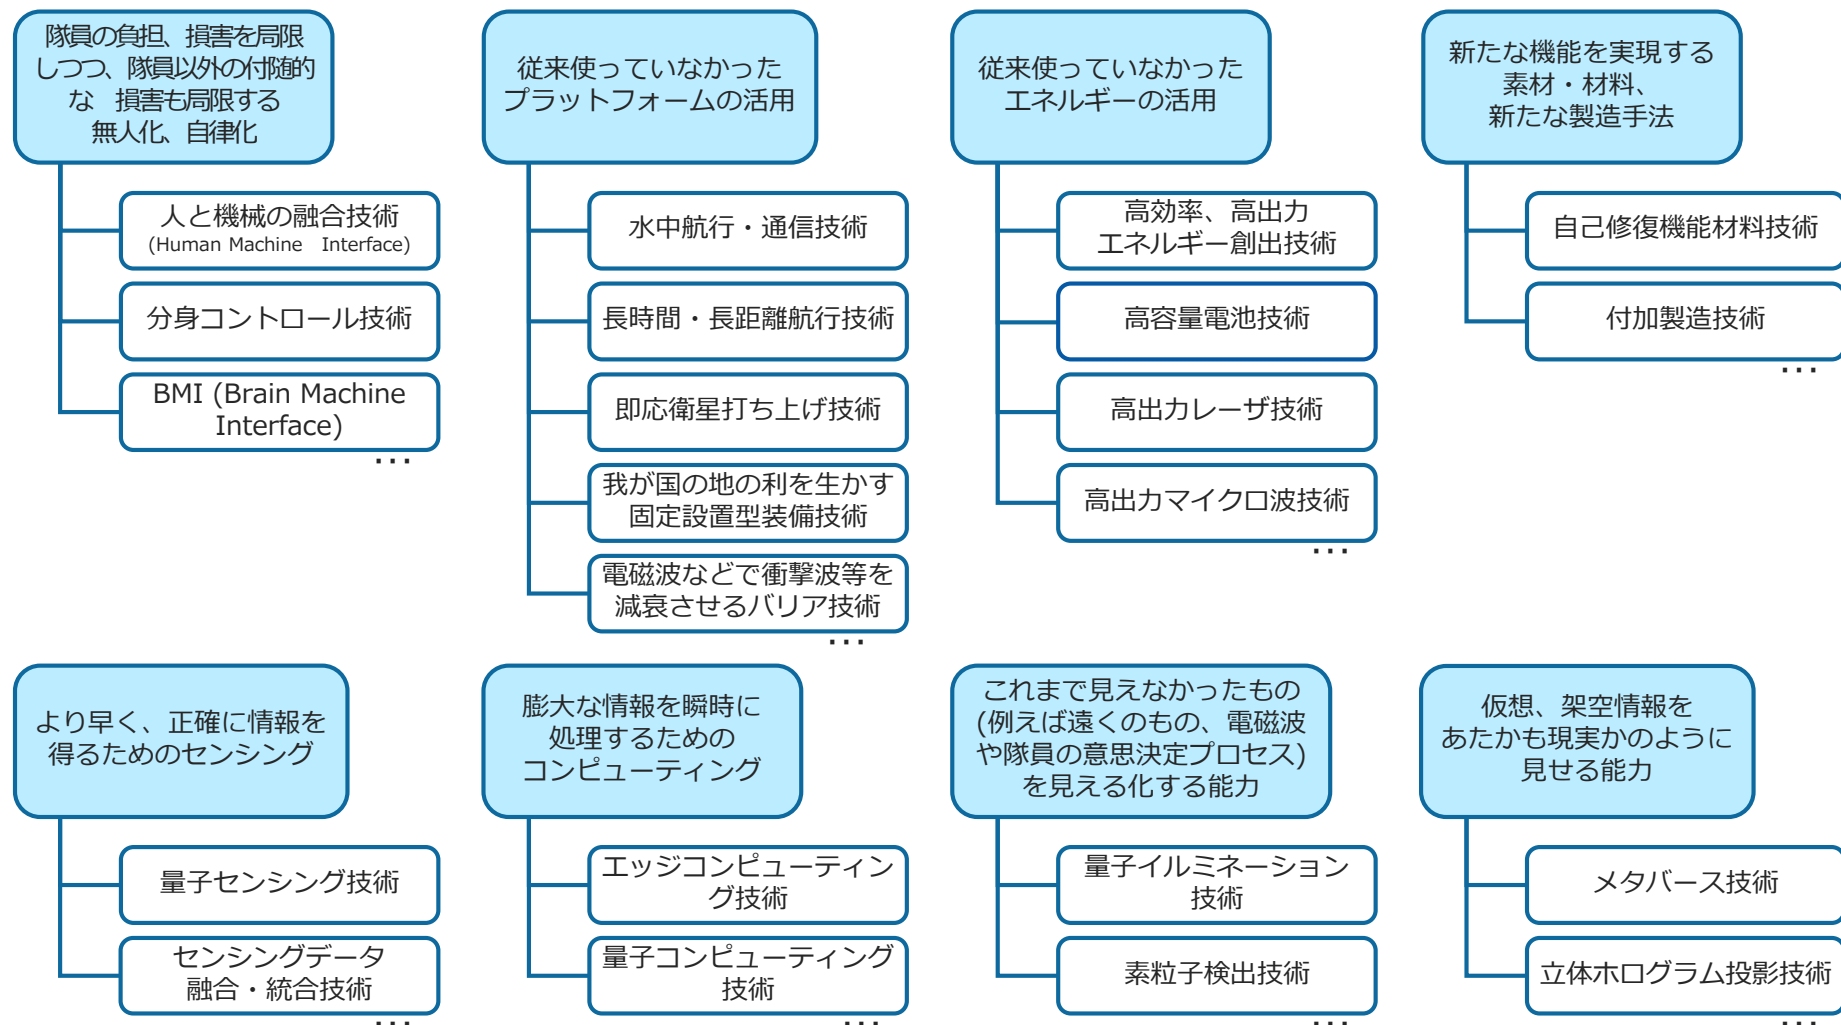 隊員の負担、損害を局限
しつつ、隊員以外の付随的
な　損害も局限する
無人化、自律化
人と機械の融合技術
(Human Machine　Interface)
分身コントロール技術
BMI (Brain Machine
Interface)
...
従来使っていなかった
プラットフォームの活用
水中航行・通信技術
長時間・長距離航行技術
即応衛星打ち上げ技術
我が国の地の利を生かす
固定設置型装備技術
電磁波などで衝撃波等を
減衰させるバリア技術
...
従来使っていなかった
エネルギーの活用
高効率、高出力
エネルギー創出技術
高容量電池技術
高出力レーザ技術
高出力マイクロ波技術
...
新たな機能を実現する
素材・材料、
新たな製造手法
自己修復機能材料技術
付加製造技術
...
より早く、正確に情報を
得るためのセンシング
量子センシング技術
センシングデータ
融合・統合技術
...
膨大な情報を瞬時に
処理するための
コンピューティング
エッジコンピューティン
グ技術
量子コンピューティング
技術
...
これまで見えなかったもの
(例えば遠くのもの、電磁波
や隊員の意思決定プロセス)
を見える化する能力
量子イルミネーション
技術
素粒子検出技術
...
仮想、架空情報を
あたかも現実かのように
見せる能力
メタバース技術
立体ホログラム投影技術
...